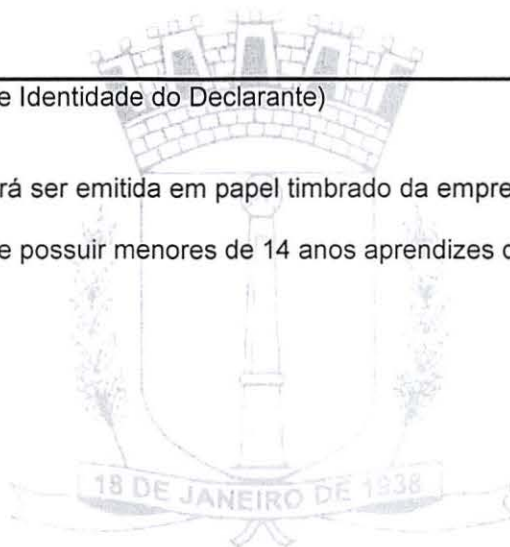 e Identidade do Declarante)
rá ser emitida em papel timbrado da empre
e possuir menores de 14 anos aprendizes
18 DE JANEIRO DE 1938